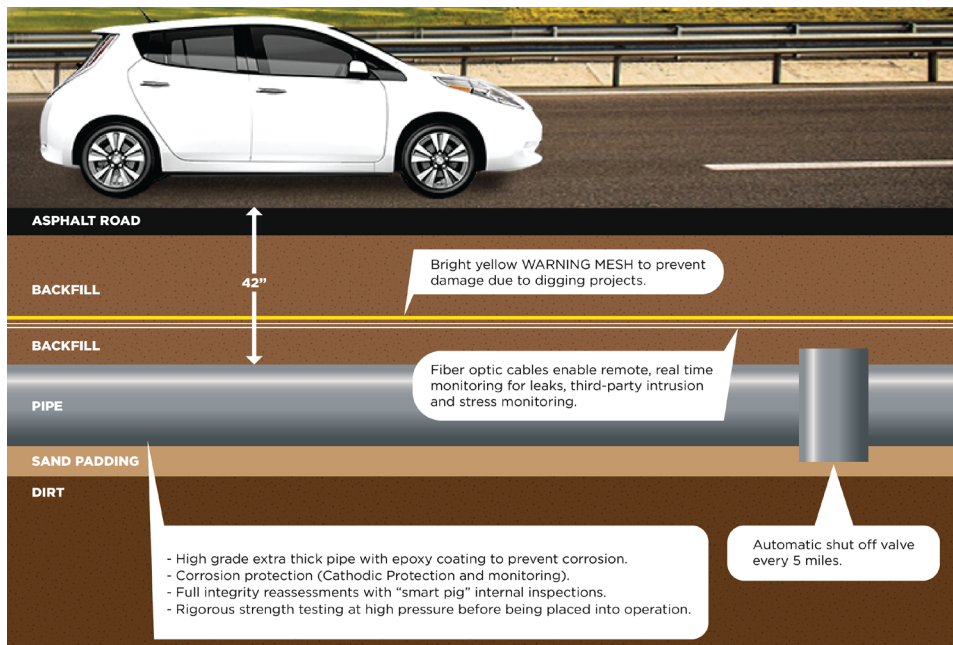 ASPHALT ROAD
42”
BACKFILL
Bright yellow WARNING MESH to prevent
damage due to digging projects.
BACKFILL
Fiber optic cables enable remote, real time
monitoring for leaks, third-party intrusion
and stress monitoring.
PIPE
SAND PADDING
DIRT
- High grade extra thick pipe with epoxy coating to prevent corrosion.
- Corrosion protection (Cathodic Protection and monitoring).
- Full integrity reassessments with “smart pig” internal inspections.
- Rigorous strength testing at high pressure before being placed into operation.
Automatic shut off valve
every 5 miles.